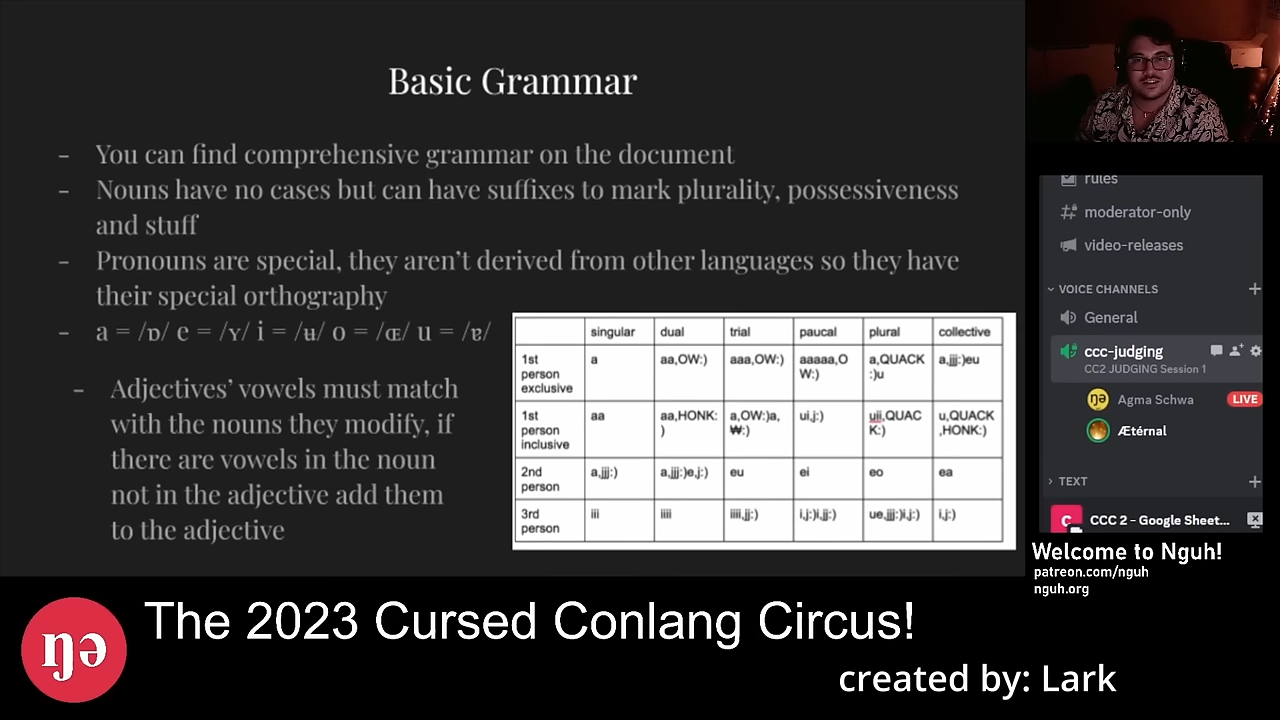 Basic Grammar
- You can find comprehensive grammar on the document
- Nouns have no cases but can have suffixes to mark plurality, possessiveness
and stuff
- Pronouns are special, they aren't derived from other languages so they have
their special orthography
- a = /ɒ/ e = /ʏ/ i = /ʉ/ o = /ɶ/ u = /ɐ/
- Adjectives' vowels must match
with the nouns they modify, if
there are vowels in the noun
not in the adjective add them
to the adjective
singular dual trial paucal plural collective
1st a aa,OW:) aaa,OW:) aaaaa,O a,QUACK a,jjj:)eu
person W:) :)u
exclusive
1st aa aa,HONK: a,OW:)a, ui,j:) uii,QUAC u,QUACK
person ) ₩:) K:) ,HONK:)
inclusive
2nd a,jjj:) a,jjj:)e,j:) eu ei eo ea
person
3rd iii iiii iiii,jj:) i,j:)i,jj:) ue,jjj:)i,j:) i,j:)
person
rules
moderator-only
video-releases
VOICE CHANNELS
General
ccc-judging
CC2 JUDGING Session 1
ŋə Agma Schwa LIVE
Ætérnal
TEXT
C CCC 2 - Google Sheet...
Welcome to Nguh!
patreon.com/nguh
nguh.org
ŋə
The 2023 Cursed Conlang Circus!
created by: Lark